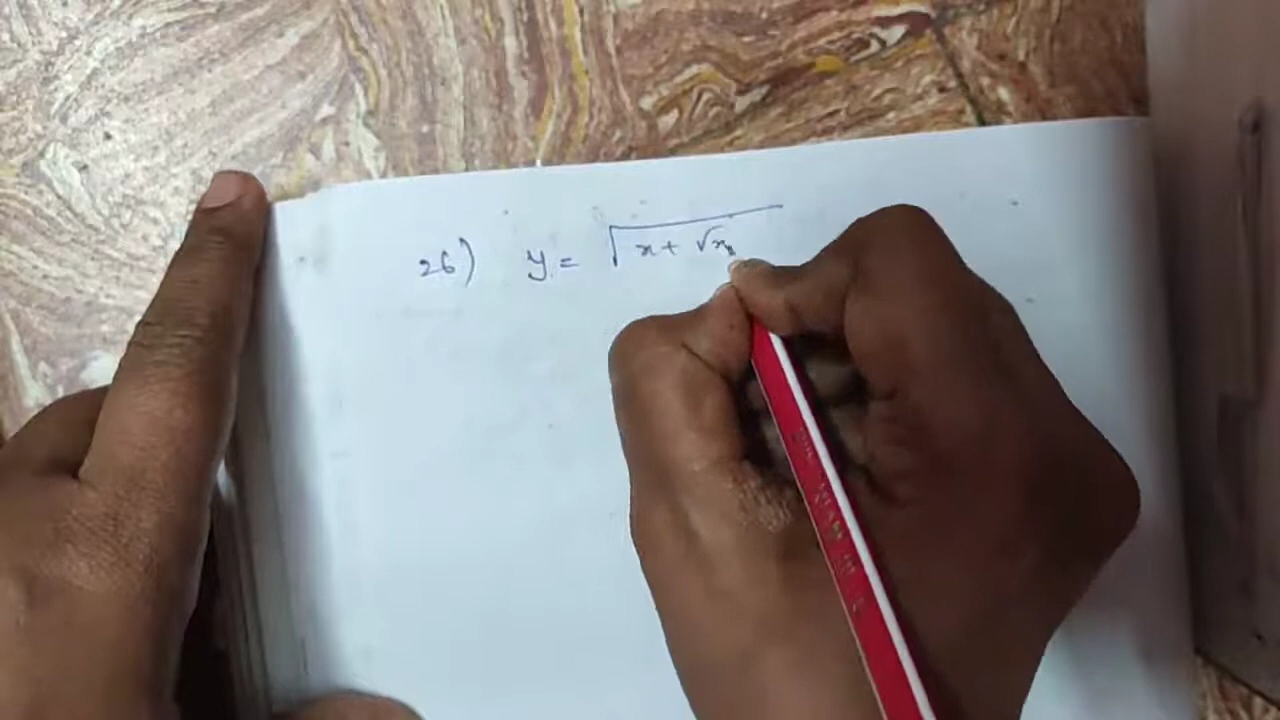 26) y = √(x + √x